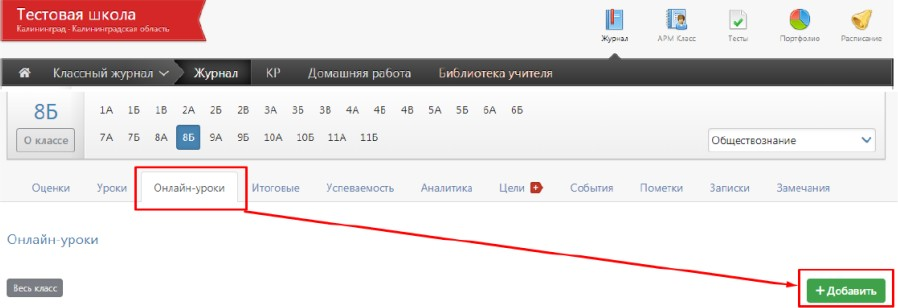 Тестовая школа
Калининград - Калининградская область
Журнал АРМ Класс Тесты Портфолио Расписание
Классный журнал Журнал КР Домашняя работа Библиотека учителя
8Б
О классе
1А 1Б 1В 2А 2Б 2В 3А 3Б 3В 4А 4Б 4В 5А 5Б 6А 6Б
7А 7Б 8А 8Б 9А 9Б 10А 10Б 11А 11Б
Обществознание
Оценки Уроки Онлайн-уроки Итоговые Успеваемость Аналитика Цели + События Пометки Записки Замечания
Онлайн-уроки
Весь класс
+ Добавить